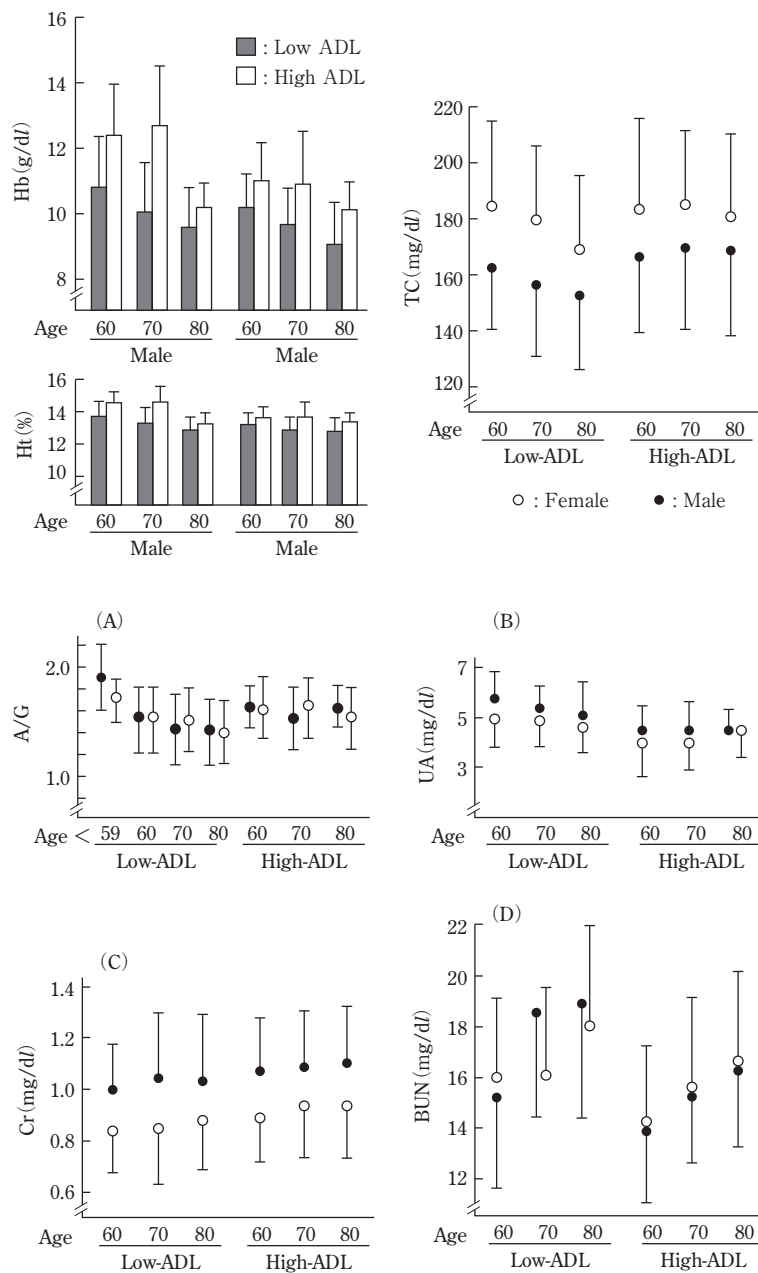 16
14
12
10
8
Hb(g/dl)
: Low ADL
: High ADL
Age 60 70 80 60 70 80
Male Male
16
14
12
10
Ht(%)
Age 60 70 80 60 70 80
Male Male
220
200
180
160
140
120
TC(mg/dl)
Age 60 70 80 60 70 80
Low-ADL High-ADL
: Female : Male
(A)
2.0
1.0
A/G
Age < 59 60 70 80 60 70 80
Low-ADL High-ADL
(B)
7
5
3
UA(mg/dl)
Age 60 70 80 60 70 80
Low-ADL High-ADL
(C)
1.4
1.2
1.0
0.8
0.6
Cr(mg/dl)
Age 60 70 80 60 70 80
Low-ADL High-ADL
(D)
22
20
18
16
14
12
BUN(mg/dl)
Age 60 70 80 60 70 80
Low-ADL High-ADL